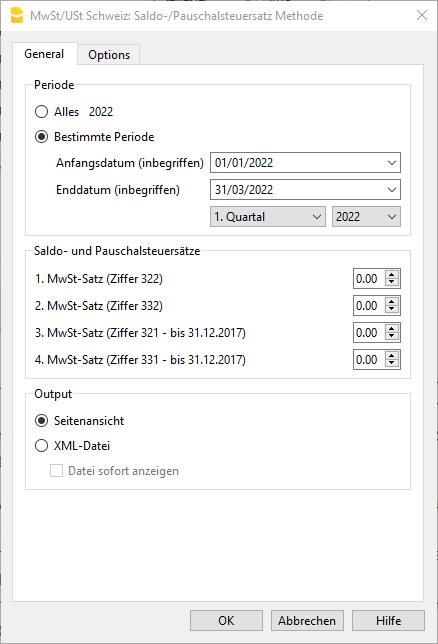 MwSt/USt Schweiz: Saldo-/Pauschalsteuersatz Methode
General Options
Periode
Alles 2022
Bestimmte Periode
Anfangsdatum (inbegriffen) 01/01/2022
Enddatum (inbegriffen) 31/03/2022
1. Quartal 2022
Saldo- und Pauschalsteuersätze
1. MwSt-Satz (Ziffer 322) 0.00
2. MwSt-Satz (Ziffer 332) 0.00
3. MwSt-Satz (Ziffer 321 - bis 31.12.2017) 0.00
4. MwSt-Satz (Ziffer 331 - bis 31.12.2017) 0.00
Output
Seitenansicht
XML-Datei
Datei sofort anzeigen
OK Abbrechen Hilfe